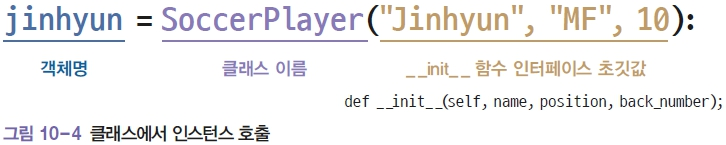 jinhyun = SoccerPlayer("Jinhyun", "MF", 10):
객체명 클래스 이름 __init__ 함수 인터페이스 초깃값
def __init__(self, name, position, back_number);
그림 10-4 클래스에서 인스턴스 호출